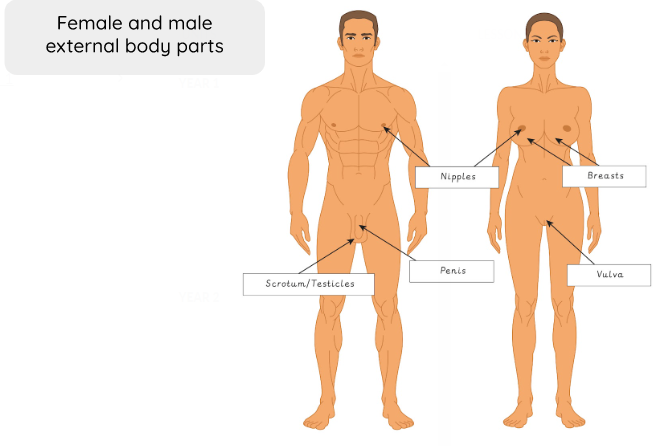 Female and male
external body parts
Nipples
Breasts
Penis
Vulva
Scrotum/Testicles